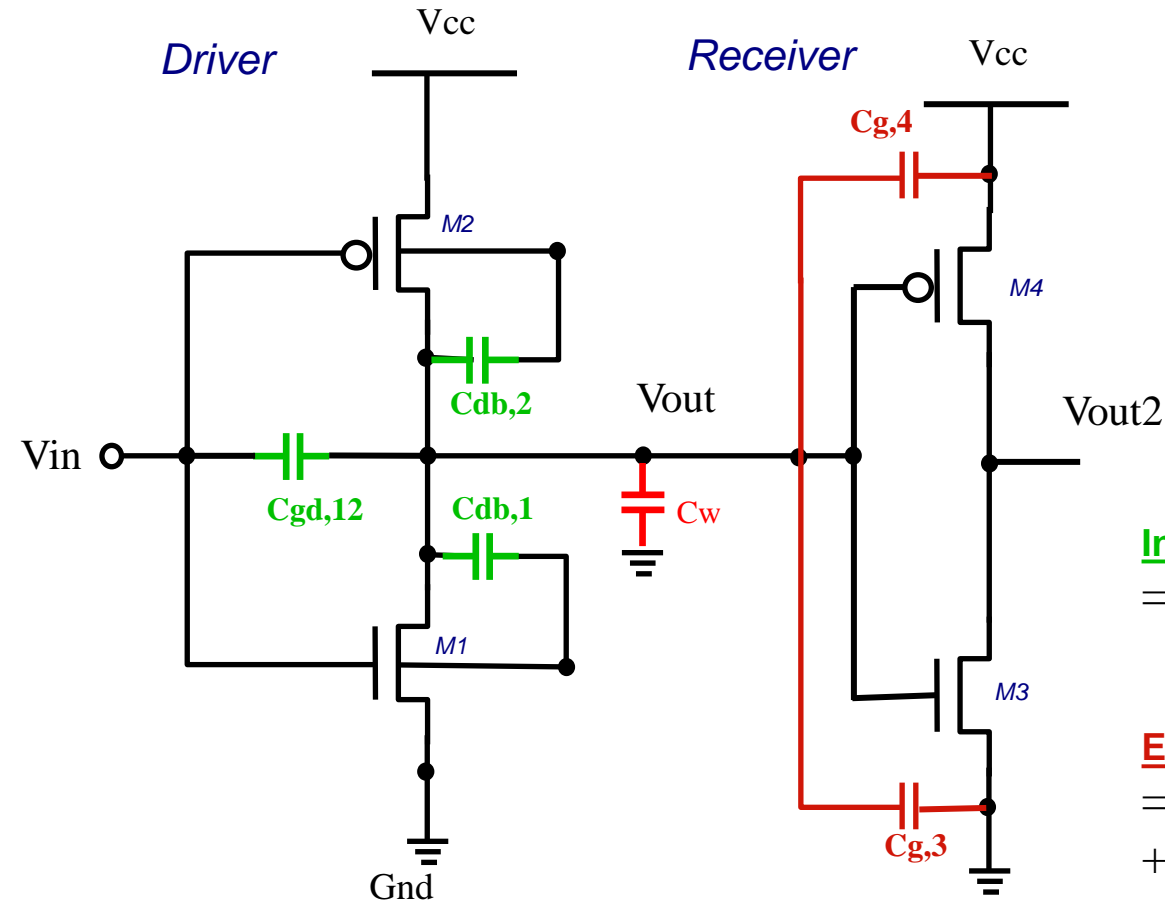 Driver
Vcc
Receiver
Vcc
Cg,4
M2
M4
Cdb,2
Vout
Vout2
Vin
Cgd,12
Cdb,1
Cw
=
M1
M3
E
=
Cg,3
+
Gnd